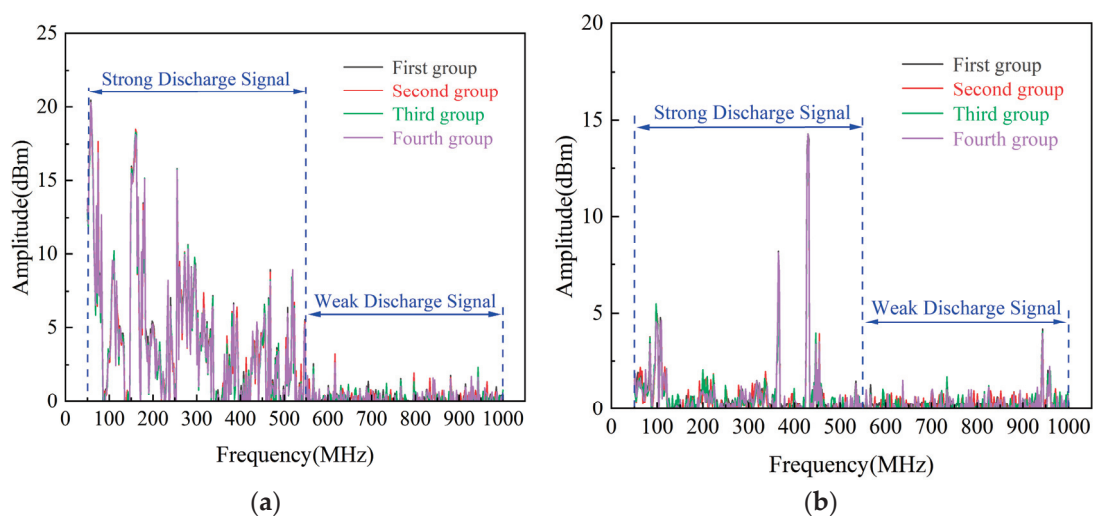 25
20
15
10
5
0
Amplitude(dBm)
Strong Discharge Signal
First group
Second group
Third group
Fourth group
Weak Discharge Signal
0 100 200 300 400 500 600 700 800 900 1000
Frequency(MHz)
(a)
20
15
10
5
0
Amplitude(dBm)
First group
Second group
Third group
Fourth group
Strong Discharge Signal
Weak Discharge Signal
0 100 200 300 400 500 600 700 800 900 1000
Frequency(MHz)
(b)